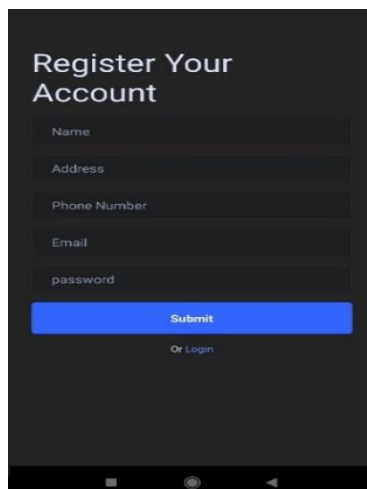 Register Your
Account
Name
Address
Phone Number
Email
password
Submit
Or Login